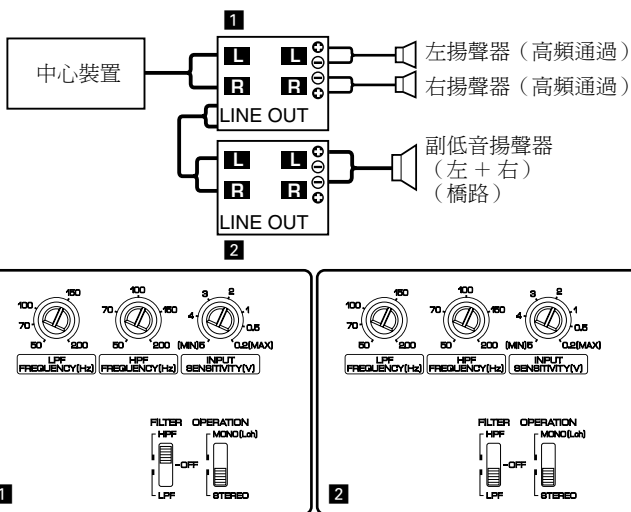 1
中心裝置
L L ⊕ ⊖
R R ⊖ ⊕
LINE OUT
左揚聲器（高頻通過）
右揚聲器（高頻通過）
L L ⊕ ⊖
R R ⊖ ⊕
LINE OUT
副低音揚聲器
（左 + 右）
（橋路）
2
50 70 100 150 200
LPF
FREQUENCY(Hz)
50 70 100 150 200
HPF
FREQUENCY(Hz)
(MIN)5 4 3 2 1 0.5 0.2(MAX)
INPUT
SENSITIVITY(V)
FILTER OPERATION
HPF MONO(Lch)
OFF
LPF STEREO
1
50 70 100 150 200
LPF
FREQUENCY(Hz)
50 70 100 150 200
HPF
FREQUENCY(Hz)
(MIN)5 4 3 2 1 0.5 0.2(MAX)
INPUT
SENSITIVITY(V)
FILTER OPERATION
HPF MONO(Lch)
OFF
LPF STEREO
2